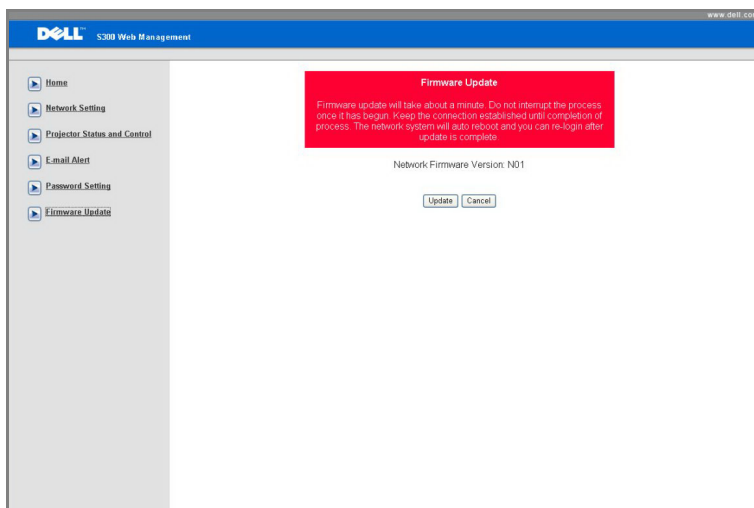 www.dell.com
DELL™ S300 Web Management
Home
Network Setting
Projector Status and Control
E-mail Alert
Password Setting
Firmware Update
Firmware Update
Firmware update will take about a minute. Do not interrupt the process
once it has begun. Keep the connection established until completion of
process. The network system will auto reboot and you can re-login after
update is complete.
Network Firmware Version: N01
Update Cancel